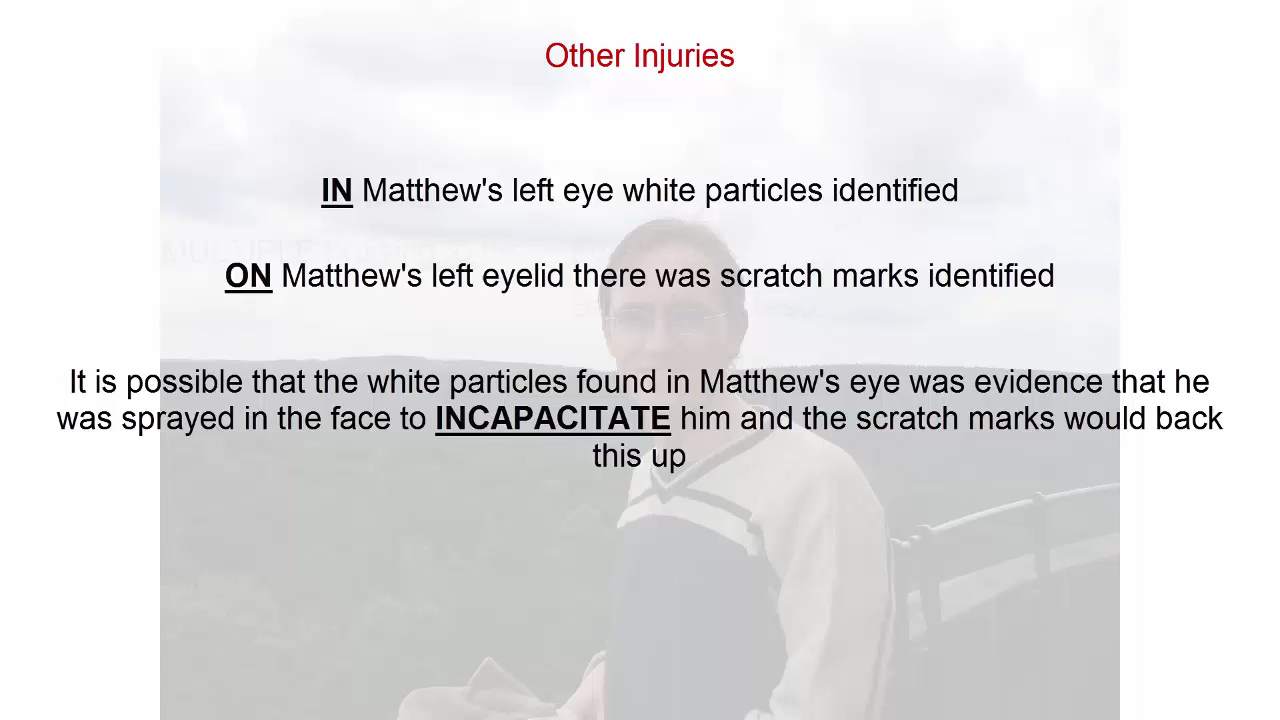 Other Injuries
IN Matthew's left eye white particles identified
ON Matthew's left eyelid there was scratch marks identified
It is possible that the white particles found in Matthew's eye was evidence that he
was sprayed in the face to INCAPACITATE him and the scratch marks would back
this up